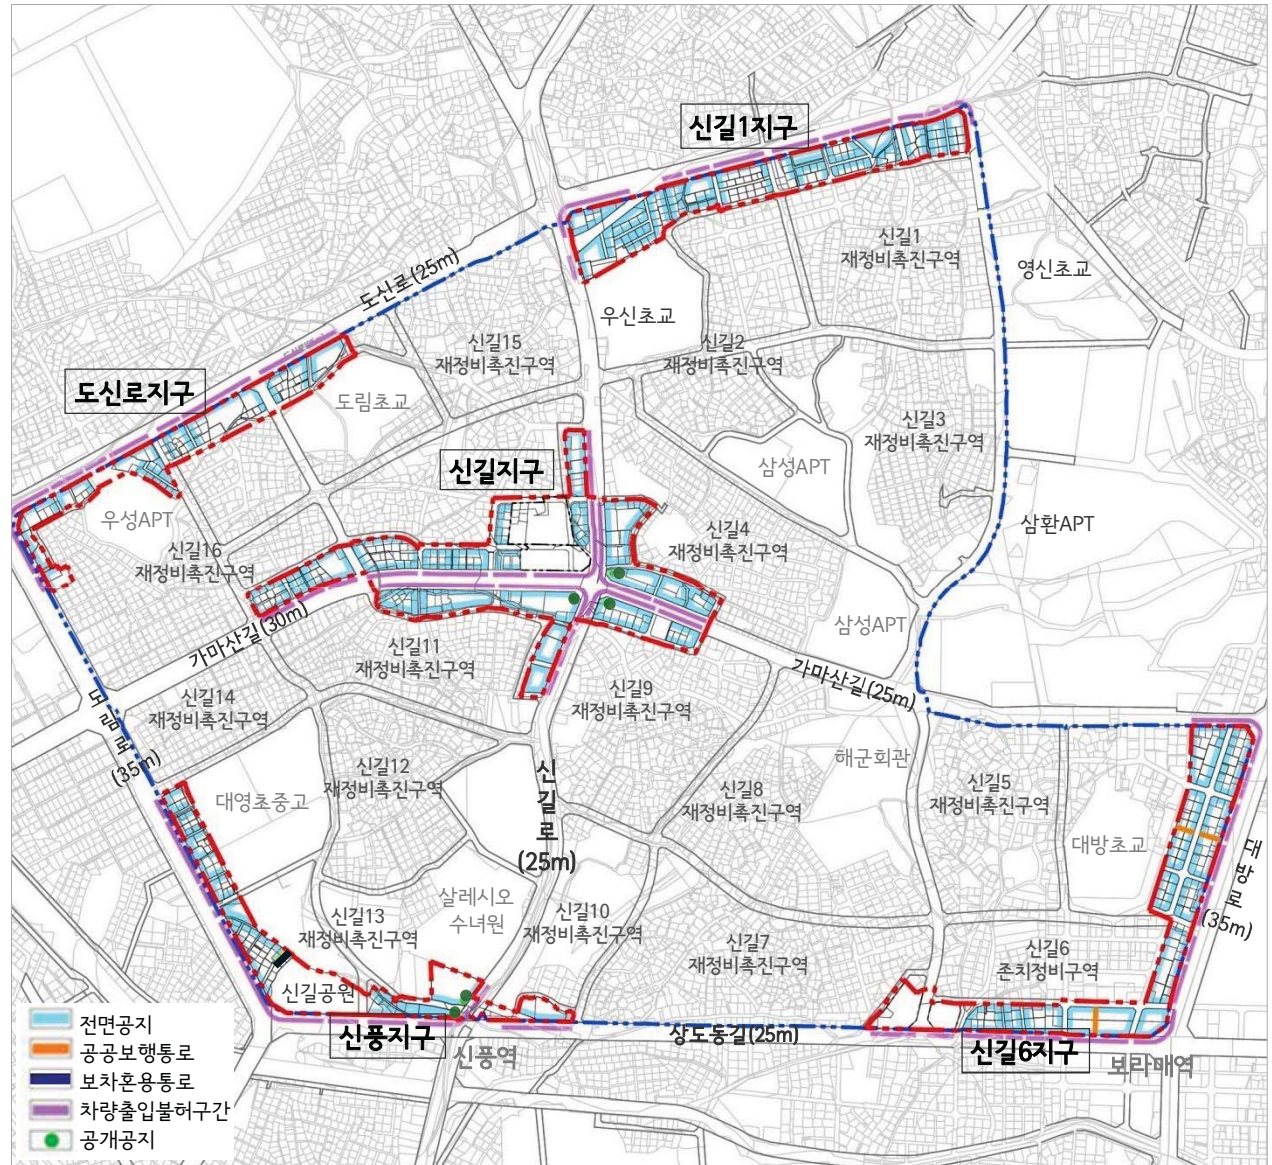 신길1지구
신길1
재정비촉진구역
영신초교
도신로(25m)
우신초교
신길15
재정비촉진구역
신길2
재정비촉진구역
도신로지구
도림초교
신길3
재정비촉진구역
신길지구
삼성APT
우성APT
삼환APT
신길4
재정비촉진구역
신길16
재정비촉진구역
가마산길(30m)
삼성APT
신길11
재정비촉진구역
가마산길(25m)
신길9
재정비촉진구역
신길14
재정비촉진구역
도림로
(35m)
해군회관
신길12
재정비촉진구역
신길로
(25m)
신길8
재정비촉진구역
신길5
재정비촉진구역
대영초중고
대방초교
대방로
(35m)
살레시오
수녀원
신길13
재정비촉진구역
신길10
재정비촉진구역
신길7
재정비촉진구역
신길6
존치정비구역
신길공원
신풍지구
신풍역
상도동길(25m)
신길6지구
보라매역
전면공지
공공보행통로
보차혼용통로
차량출입불허구간
공개공지